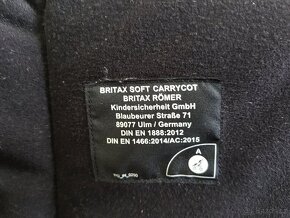 BRITAX SOFT CARRYCOT
BRITAX RÖMER
Kindersicherheit GmbH
Blaubeurer Straße 71
89077 Ulm / Germany
DIN EN 1888:2012
DIN EN 1466:2014/AC:2015
A